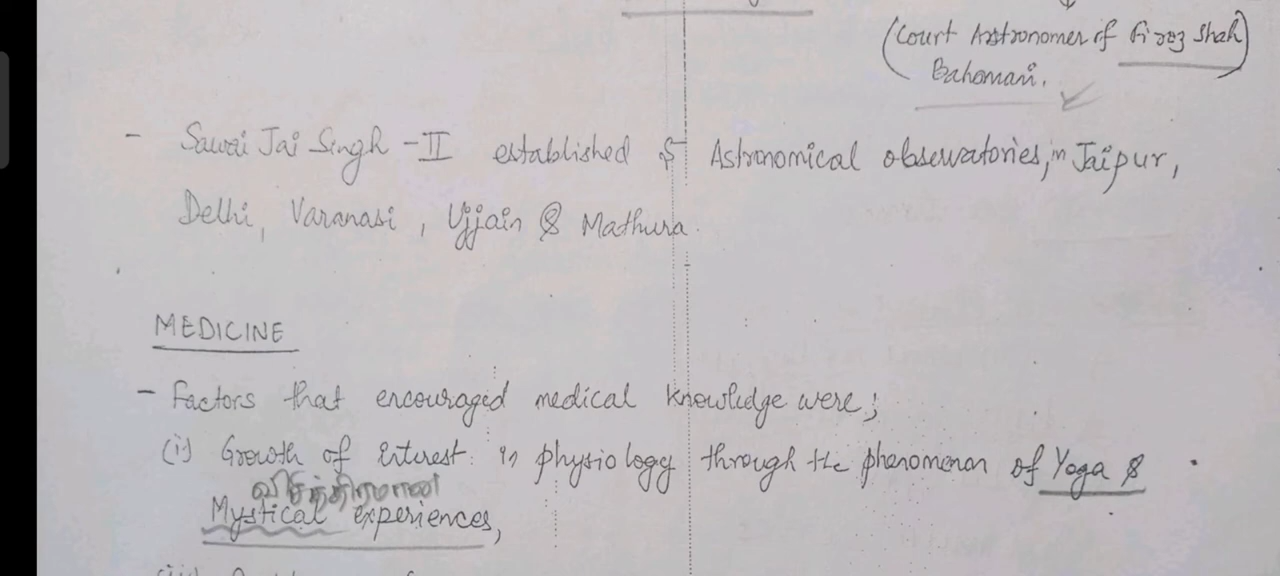 (Court Astronomer of Firoz Shah)
Bahomani.
- Sawai Jai Singh - II established 5 Astronomical observatories, in Jaipur,
Delhi, Varanasi, Ujjain & Mathura.
MEDICINE
- Factors that encouraged medical knowledge were;
(i) Growth of interest in physiology through the phenomenon of Yoga &
விசித்திரமான
Mystical experiences,